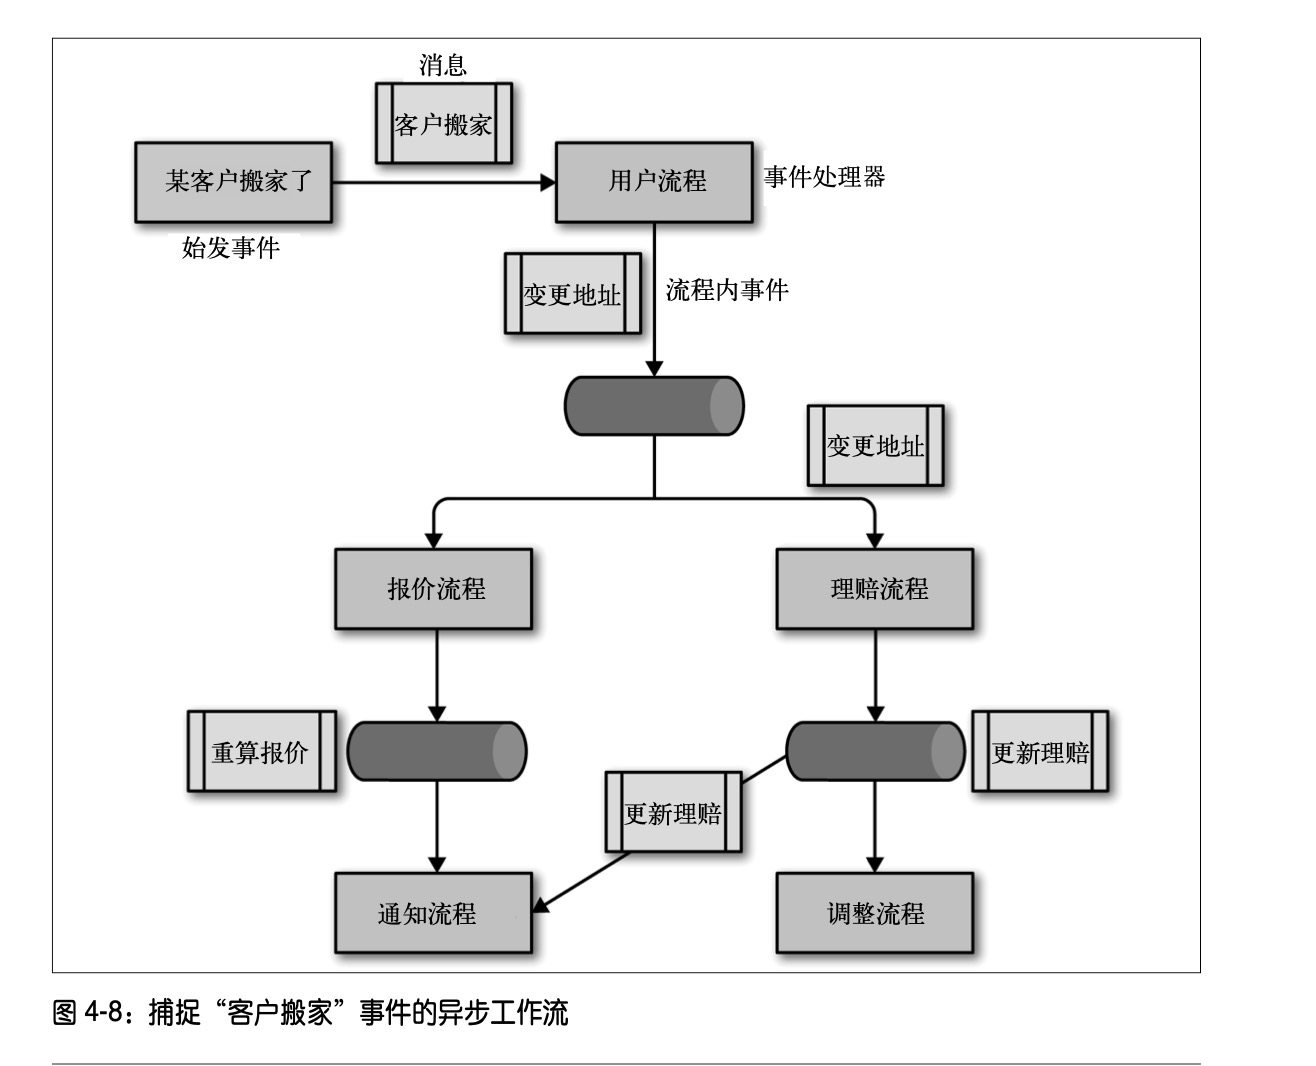 消息
客户搬家
某客户搬家了
用户流程
事件处理器
始发事件
变更地址
流程内事件
变更地址
报价流程
理赔流程
重算报价
更新理赔
更新理赔
通知流程
调整流程
图 4-8：捕捉“客户搬家”事件的异步工作流